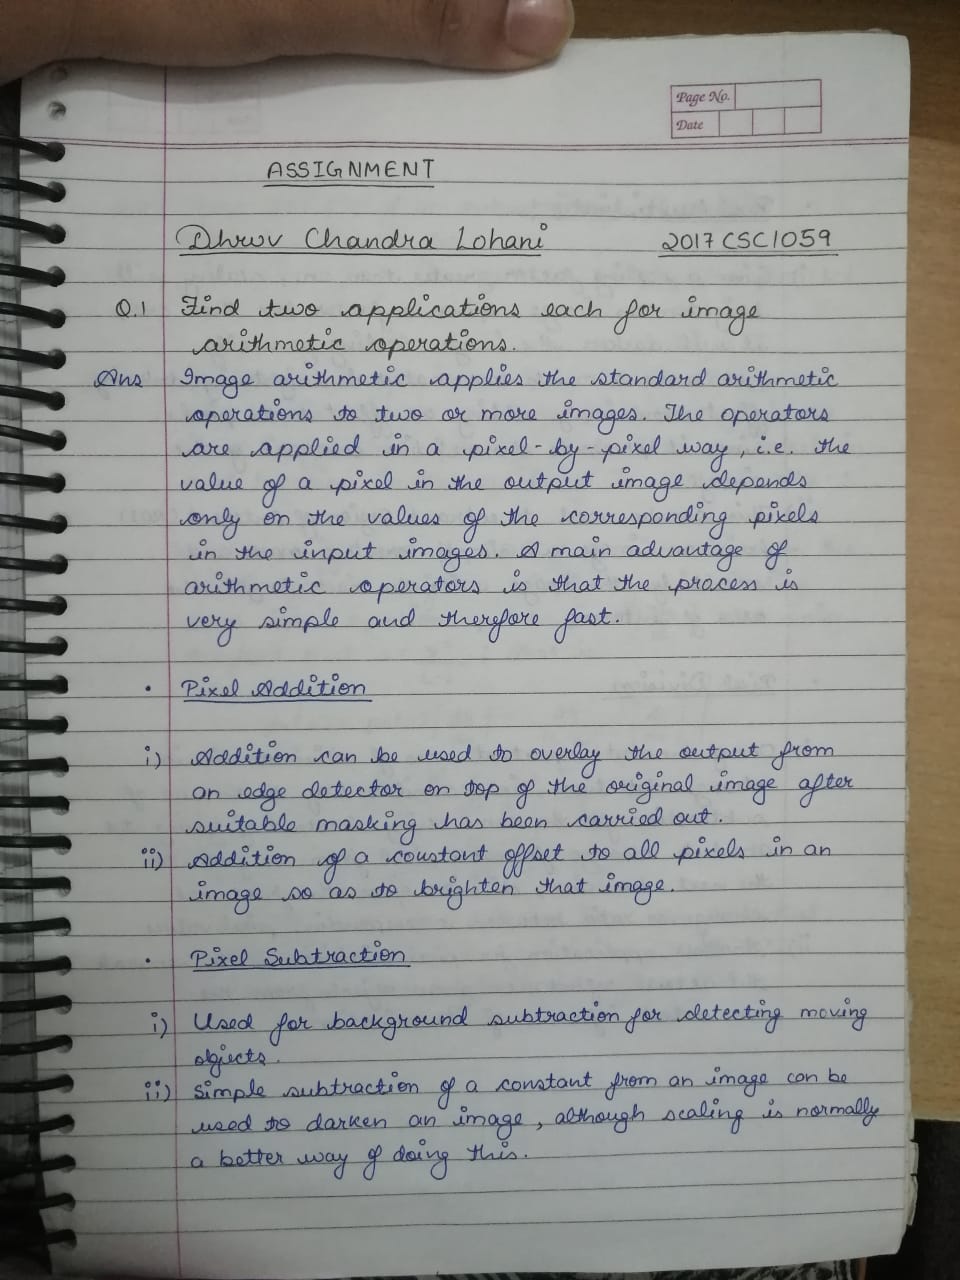 Page No.
Date
ASSIGNMENT
Dhruv Chandra Lohani 2017CSC1059
Q.1 Find two applications each for image
arithmetic operations.
Ans Image arithmetic applies the standard arithmetic
operations to two or more images. The operators
are applied in a pixel-by-pixel way, i.e. the
value of a pixel in the output image depends
only on the values of the corresponding pixels
in the input images. A main advantage of
arithmetic operators is that the process is
very simple and therefore fast.
• Pixel Addition
i) Addition can be used to overlay the output from
an edge detector on top of the original image after
suitable masking has been carried out.
ii) Addition of a constant offset to all pixels in an
image so as to brighten that image.
• Pixel Subtraction
i) Used for background subtraction for detecting moving
objects.
ii) Simple subtraction of a constant from an image can be
used to darken an image, although scaling is normally
a better way of doing this.